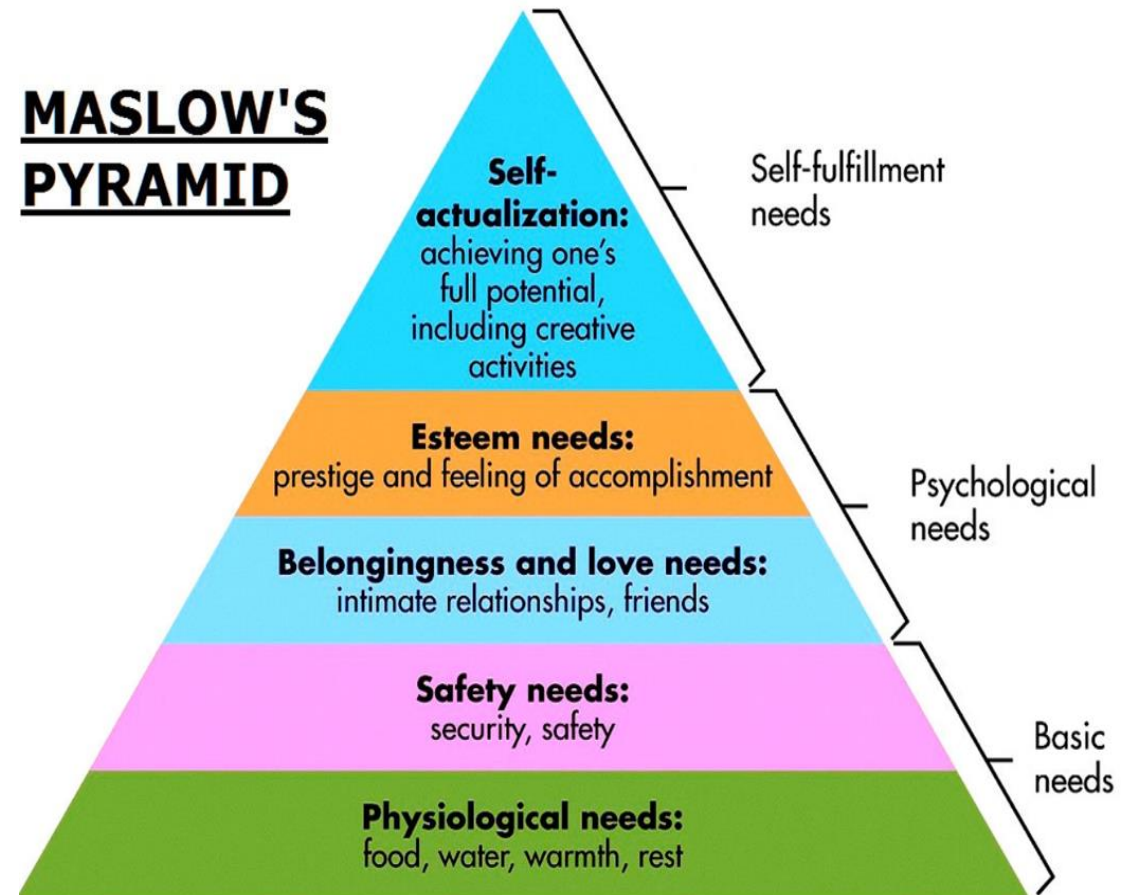 MASLOW'S
PYRAMID
Self-
actualization:
achieving one's
full potential,
including creative
activities
Self-fulfillment
needs
Esteem needs:
prestige and feeling of accomplishment
Psychological
needs
Belongingness and love needs:
intimate relationships, friends
Safety needs:
security, safety
Basic
needs
Physiological needs:
food, water, warmth, rest